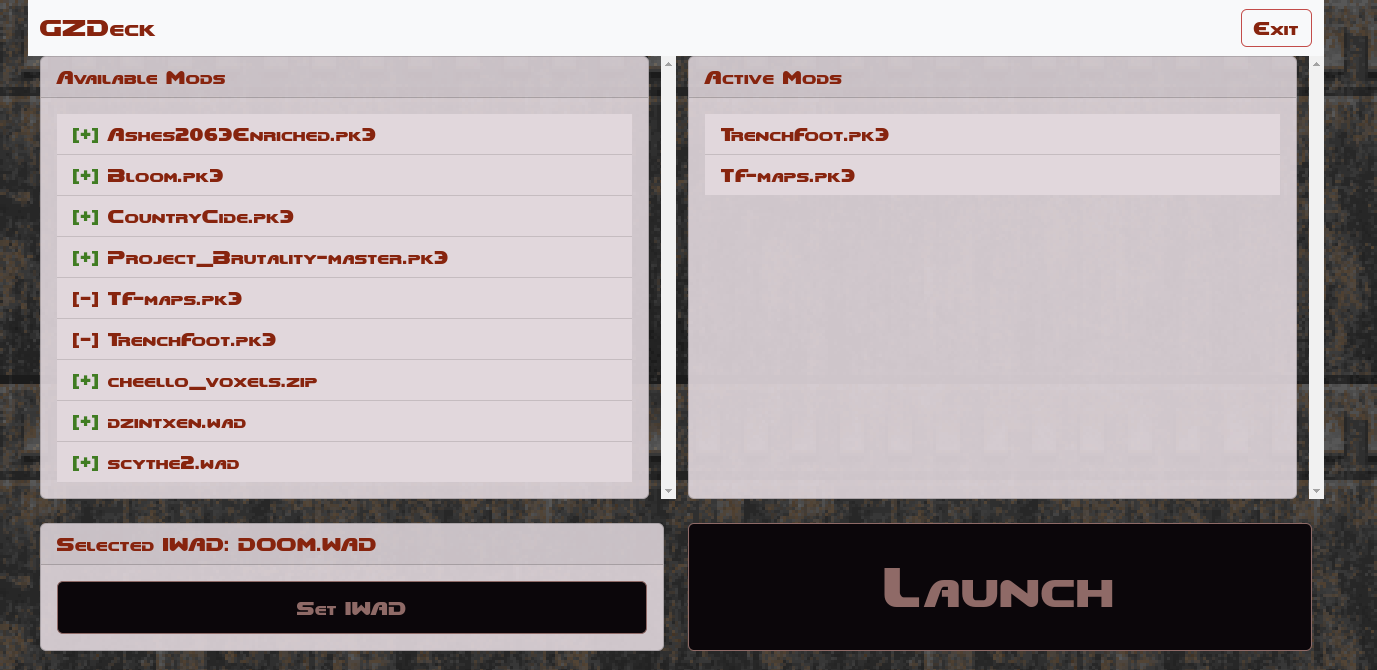 GZDeck
Exit
Available Mods
[+] Ashes2063Enriched.pk3
[+] Bloom.pk3
[+] CountryCide.pk3
[+] Project_Brutality-master.pk3
[-] TF-maps.pk3
[-] TrenchFoot.pk3
[+] cheello_voxels.zip
[+] dzintxen.wad
[+] scythe2.wad
Active Mods
TrenchFoot.pk3
TF-maps.pk3
Selected IWAD: DOOM.WAD
Set IWAD
Launch